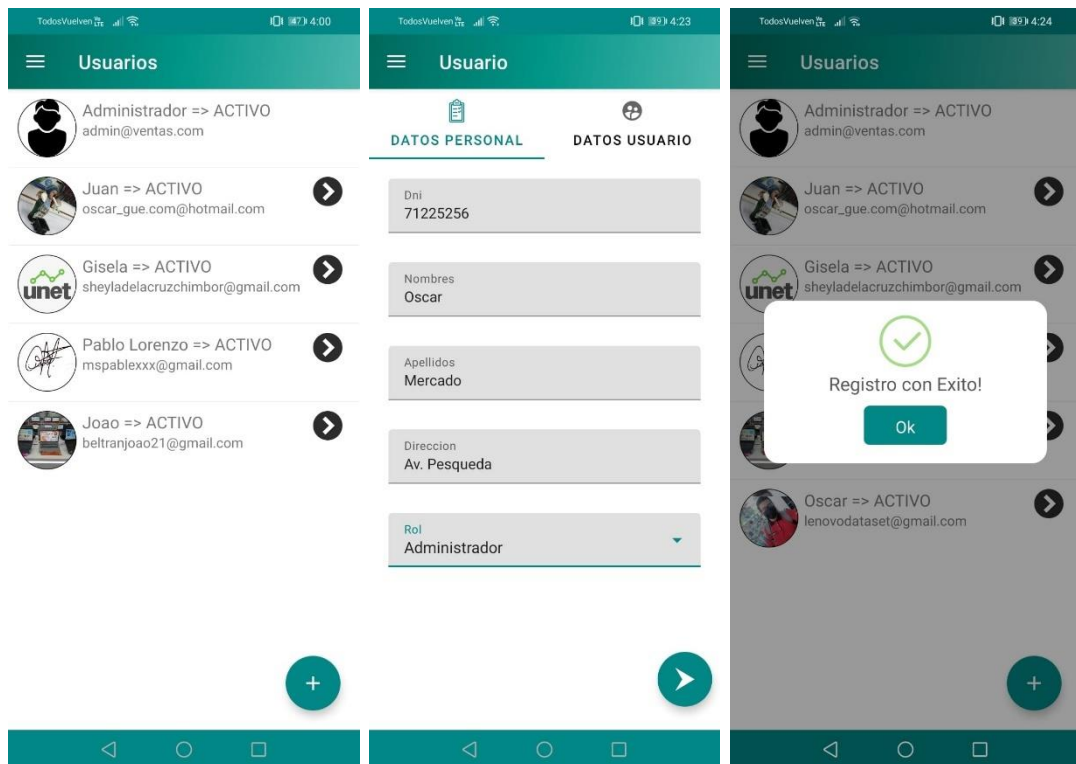 TodosVuelven 4:00
Usuarios
Administrador => ACTIVO
admin@ventas.com
Juan => ACTIVO
oscar_gue.com@hotmail.com
unet
Gisela => ACTIVO
sheyladelacruzchimbor@gmail.com
Pablo Lorenzo => ACTIVO
mspablexxx@gmail.com
Joao => ACTIVO
beltranjoao21@gmail.com
+
TodosVuelven 4:23
Usuario
DATOS PERSONAL
DATOS USUARIO
Dni
71225256
Nombres
Oscar
Apellidos
Mercado
Direccion
Av. Pesqueda
Rol
Administrador
TodosVuelven 4:24
Usuarios
Administrador => ACTIVO
admin@ventas.com
Juan => ACTIVO
oscar_gue.com@hotmail.com
unet
Gisela => ACTIVO
sheyladelacruzchimbor@gmail.com
Registro con Exito!
Ok
Oscar => ACTIVO
lenovodataset@gmail.com
+